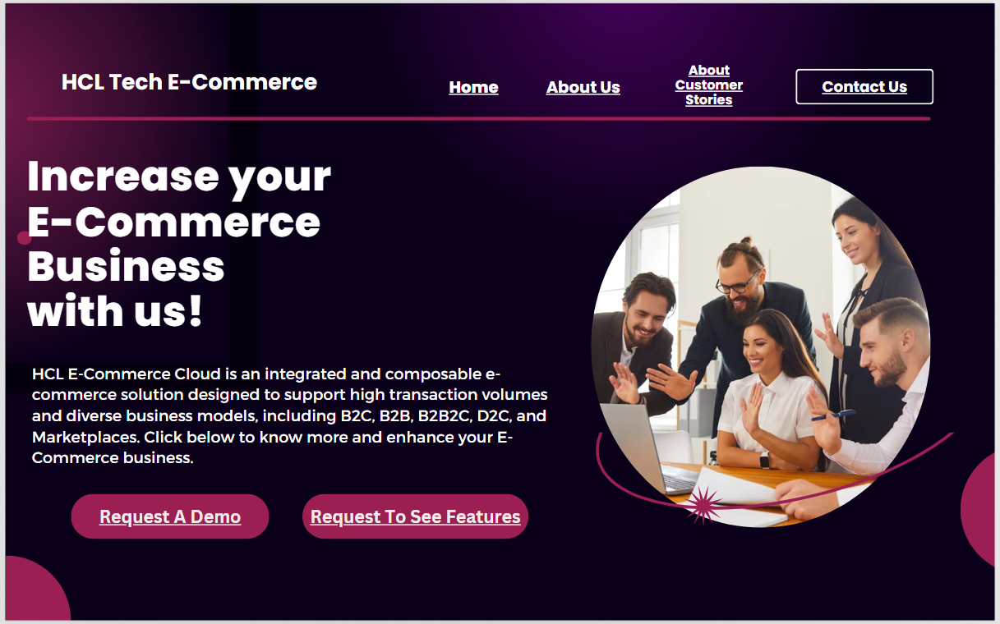 HCL Tech E-Commerce
Home
About Us
About
Customer
Stories
Contact Us
Increase your
E-Commerce
Business
with us!
HCL E-Commerce Cloud is an integrated and composable e-
commerce solution designed to support high transaction volumes
and diverse business models, including B2C, B2B, B2B2C, D2C, and
Marketplaces. Click below to know more and enhance your E-
Commerce business.
Request A Demo
Request To See Features